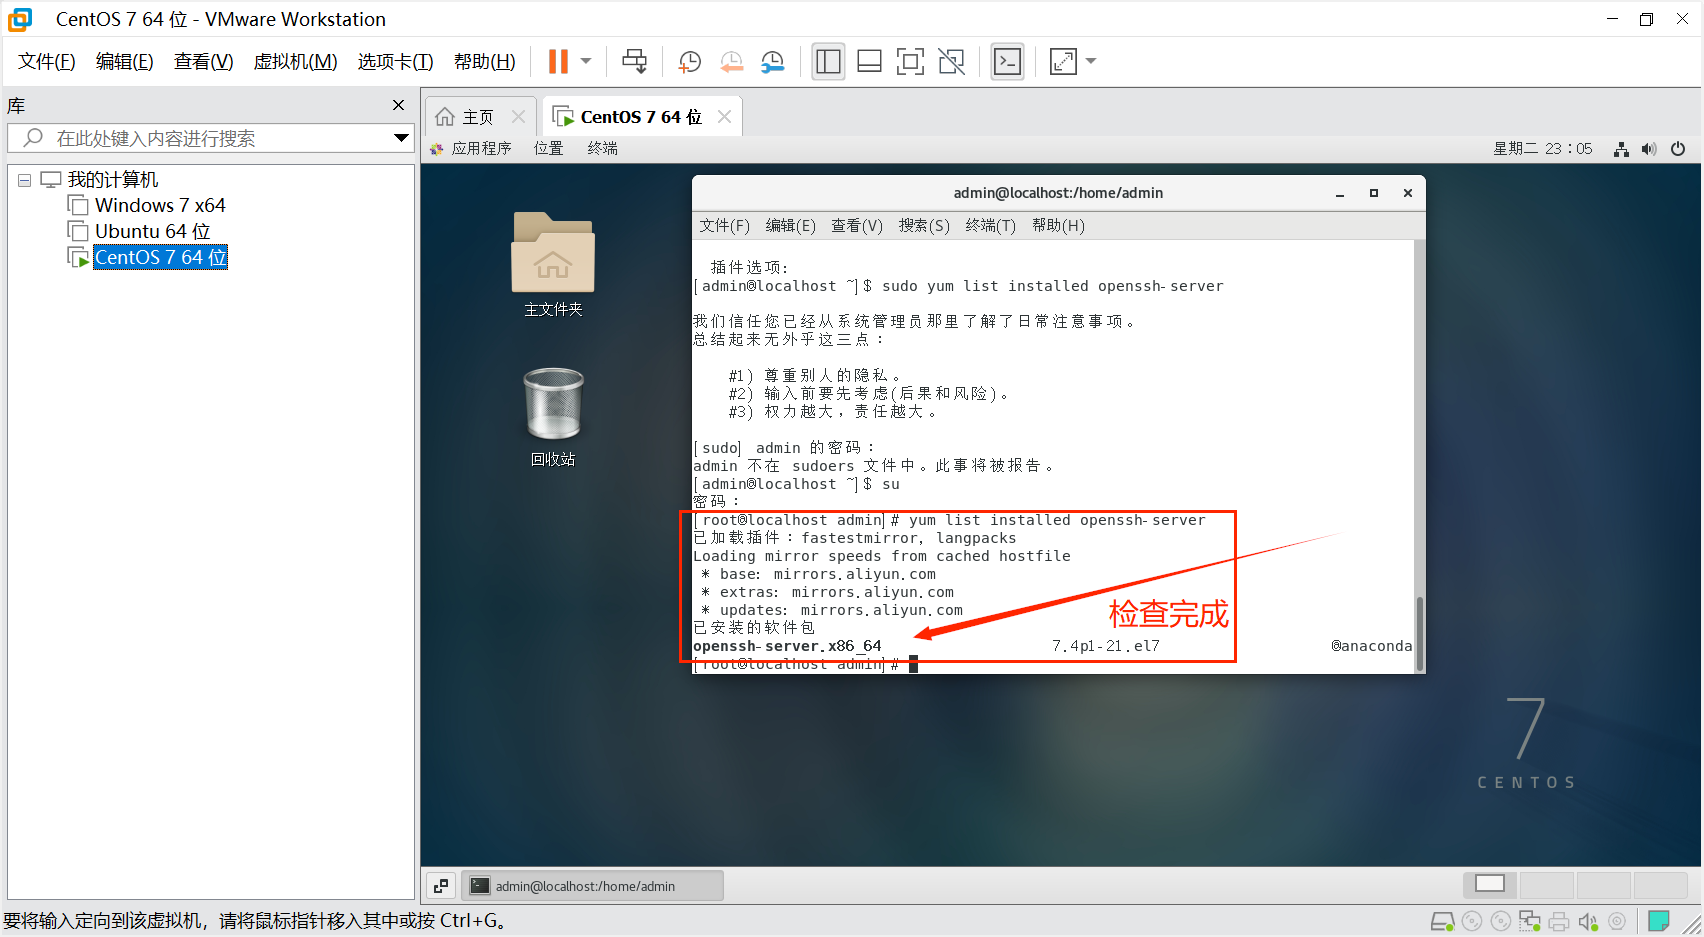 CentOS 7 64 位 - VMware Workstation
文件(F) 编辑(E) 查看(V) 虚拟机(M) 选项卡(T) 帮助(H)
库
在此处键入内容进行搜索
我的计算机
Windows 7 x64
Ubuntu 64 位
CentOS 7 64 位
主页
CentOS 7 64 位
应用程序 位置 终端
星期二 23：05
主文件夹
回收站
admin@localhost:/home/admin
文件(F) 编辑(E) 查看(V) 搜索(S) 终端(T) 帮助(H)
插件选项:
[admin@localhost ~]$ sudo yum list installed openssh-server
我们信任您已经从系统管理员那里了解了日常注意事项。
总结起来无外乎这三点：
#1) 尊重别人的隐私。
#2) 输入前要先考虑(后果和风险)。
#3) 权力越大，责任越大。
[sudo] admin 的密码：
admin 不在 sudoers 文件中。此事将被报告。
[admin@localhost ~]$ su
密码：
[root@localhost admin]# yum list installed openssh-server
已加载插件：fastestmirror, langpacks
Loading mirror speeds from cached hostfile
* base: mirrors.aliyun.com
* extras: mirrors.aliyun.com
* updates: mirrors.aliyun.com
已安装的软件包
openssh-server.x86_64 7.4p1-21.el7 @anaconda
[root@localhost admin]#
检查完成
7
CENTOS
admin@localhost:/home/admin
要将输入定向到该虚拟机，请将鼠标指针移入其中或按 Ctrl+G。